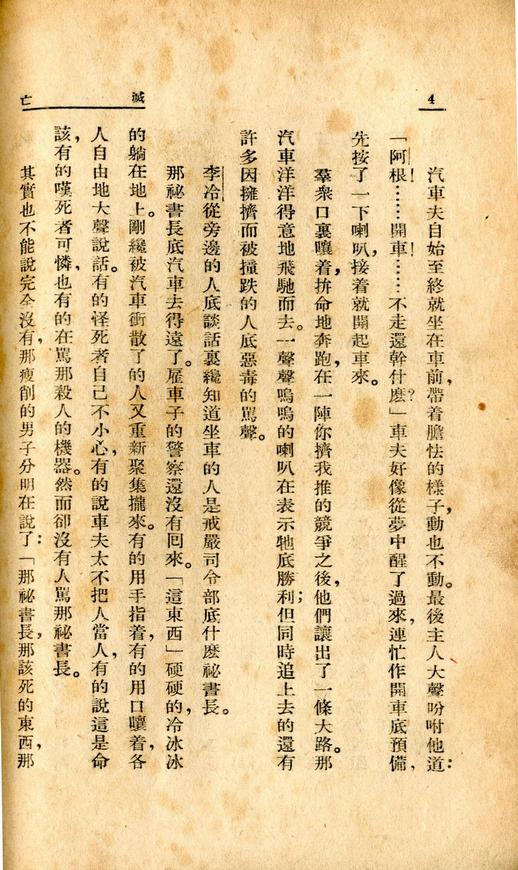 4
滅
亡
汽車夫自始至終就坐在車前，帶着膽怯的樣子，動也不動。最後主人大聲吩咐他道：
「阿根！……開車！……不走還幹什麽？」車夫好像從夢中醒了過來，連忙作開車底預備，
先按了一下喇叭，接着就開起車來。
羣衆口裏嚷着，拚命地奔跑，在一陣你擠我推的競爭之後，他們讓出了一條大路。那
汽車洋洋得意地飛馳而去。一聲聲嗚嗚的喇叭在表示牠底勝利；但同時追上去的還有
許多因擁擠而被撞跌的人底惡毒的駡聲。
李冷從旁邊的人底談話裏纔知道坐車的人是戒嚴司令部底什麽祕書長。
那祕書長底汽車去得遠了。雇車子的警察還沒有回來。「這東西」硬硬的，冷冰冰
的躺在地上。剛纔被汽車衝散了的人又重新聚集攏來。有的用手指着，有的用口嚷着，各
人自由地大聲說話。有的怪死者自己不小心，有的說車夫太不把人當人，有的說這是命
該有的嘆死者可憐，也有的在駡那殺人的機器。然而卻沒有人駡那祕書長。
其實也不能說完全沒有，那瘦削的男子分明在說了：「那祕書長，那該死的東西，那